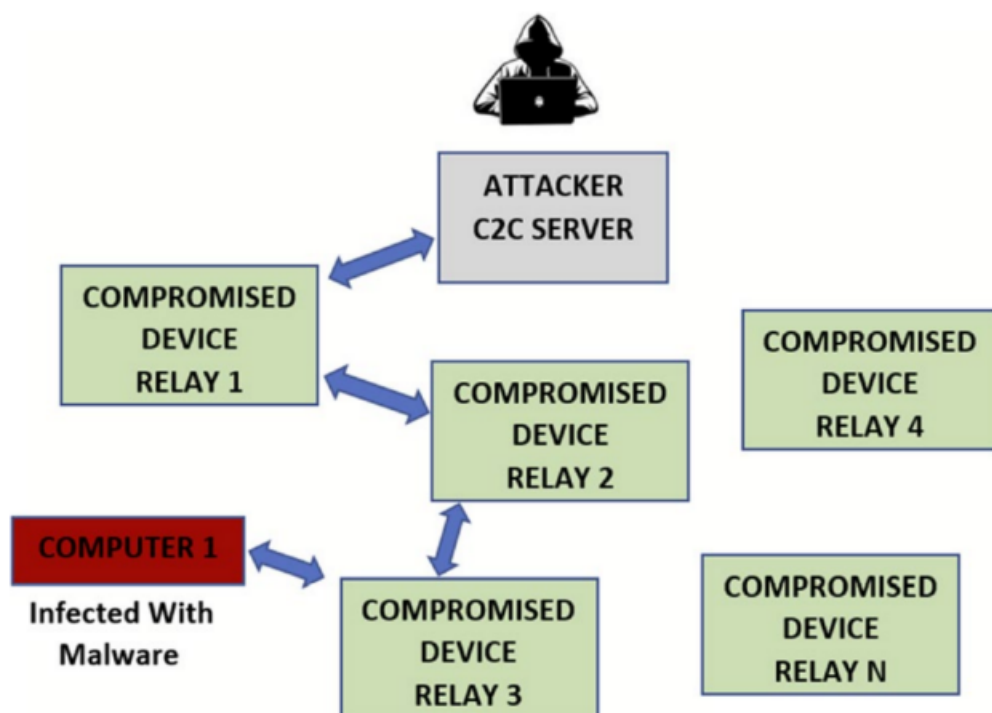 ATTACKER
C2C SERVER
COMPROMISED
DEVICE
RELAY 1
COMPROMISED
DEVICE
RELAY 4
COMPROMISED
DEVICE
RELAY 2
COMPUTER 1
Infected With
Malware
COMPROMISED
DEVICE
RELAY 3
COMPROMISED
DEVICE
RELAY N